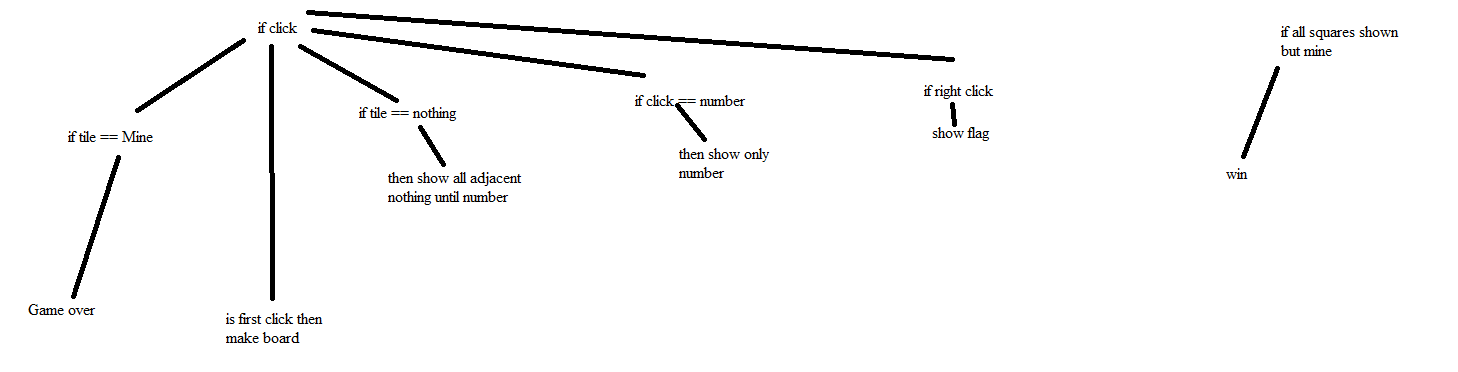 if click
if tile == Mine
Game over
is first click then
make board
if tile == nothing
then show all adjacent
nothing until number
if click == number
then show only
number
if right click
show flag
if all squares shown
but mine
win